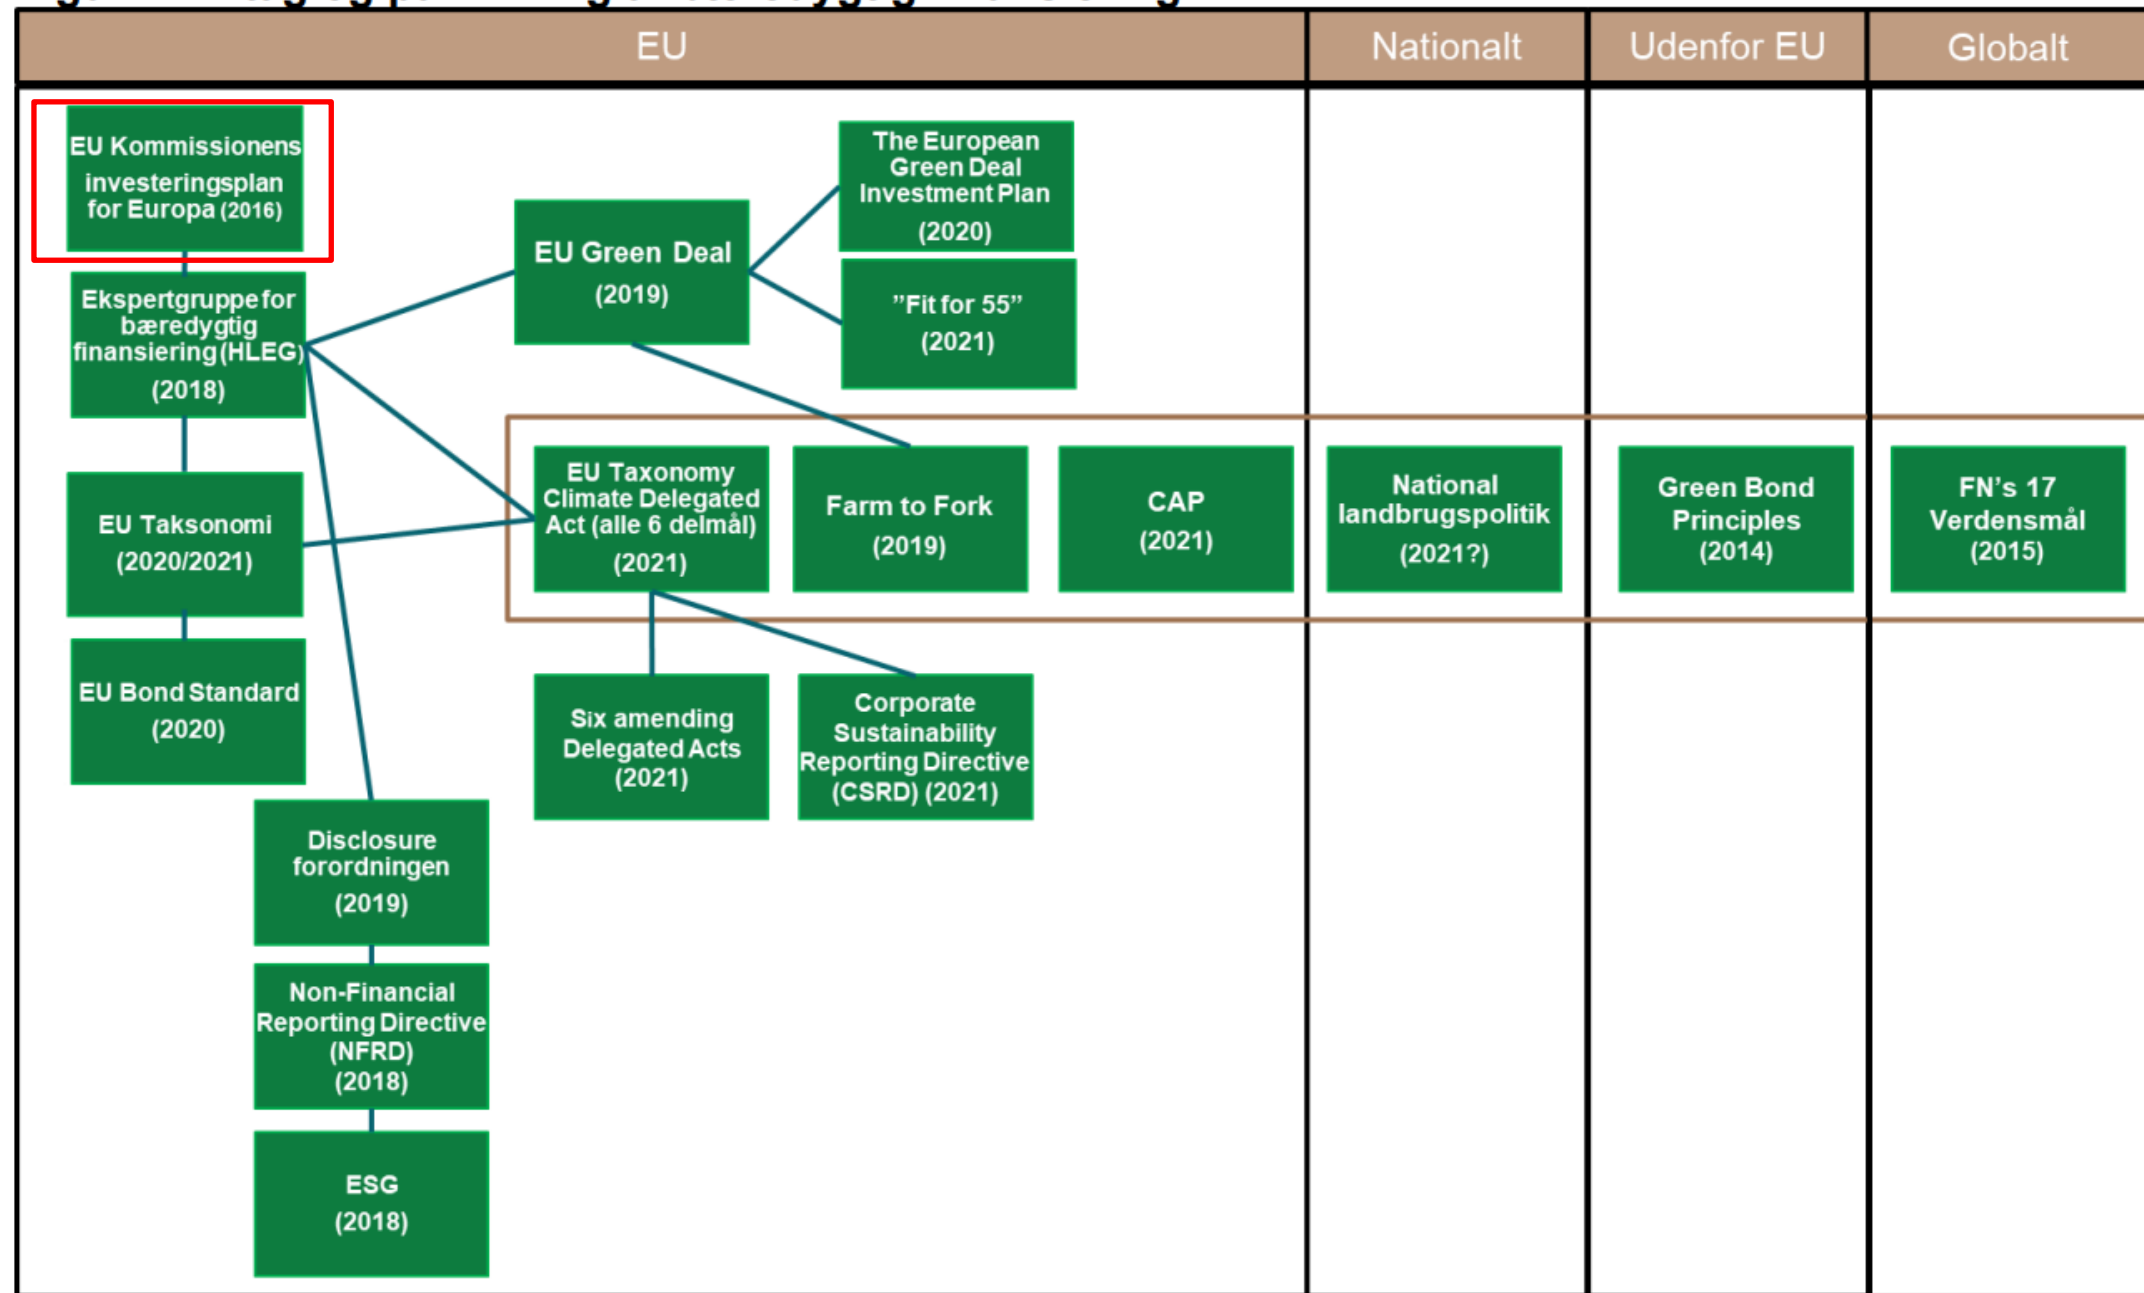 EU
Nationalt
Udenfor EU
Globalt
EU Kommissionens
investeringsplan
for Europa (2016)
Ekspertgruppe for
bæredygtig
finansiering (HLEG)
(2018)
EU Taksonomi
(2020/2021)
EU Bond Standard
(2020)
Disclosure
forordningen
(2019)
Non-Financial
Reporting Directive
(NFRD)
(2018)
ESG
(2018)
EU Green Deal
(2019)
The European
Green Deal
Investment Plan
(2020)
”Fit for 55”
(2021)
EU Taxonomy
Climate Delegated
Act (alle 6 delmål)
(2021)
Farm to Fork
(2019)
CAP
(2021)
Six amending
Delegated Acts
(2021)
Corporate
Sustainability
Reporting Directive
(CSRD) (2021)
National
landbrugspolitik
(2021?)
Green Bond
Principles
(2014)
FN's 17
Verdensmål
(2015)